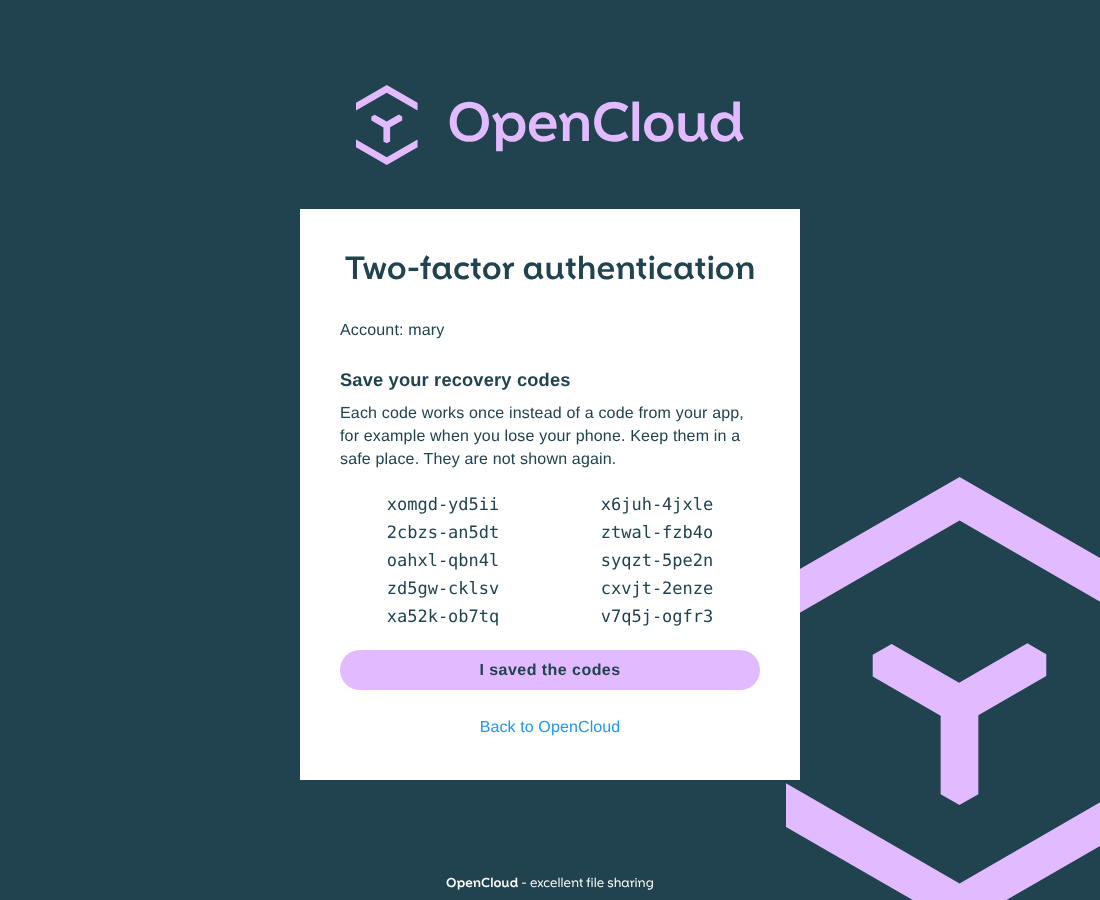 OpenCloud
Two-factor authentication
Account: mary
Save your recovery codes
Each code works once instead of a code from your app,
for example when you lose your phone. Keep them in a
safe place. They are not shown again.
xomgd-yd5ii x6juh-4jxle
2cbzs-an5dt ztwal-fzb4o
oahxl-qbn4l syqzt-5pe2n
zd5gw-cklsv cxvjt-2enze
xa52k-ob7tq v7q5j-ogfr3
I saved the codes
Back to OpenCloud
OpenCloud - excellent file sharing